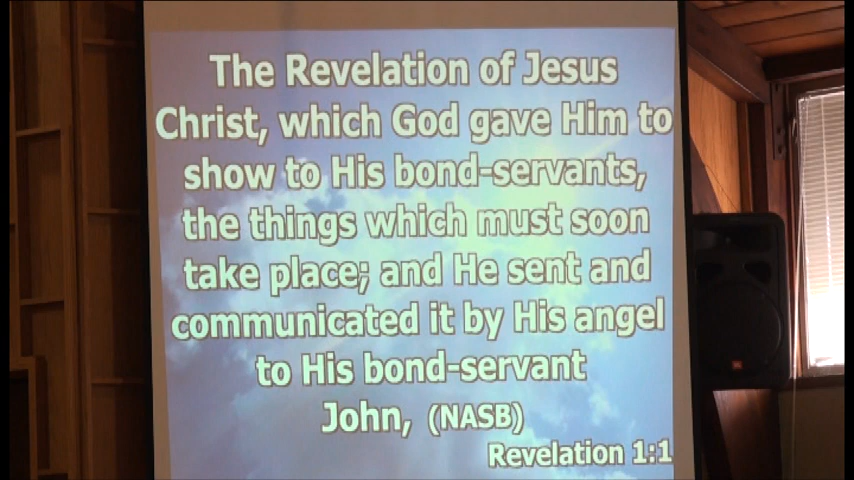 The Revelation of Jesus
Christ, which God gave Him to
show to His bond-servants,
the things which must soon
take place; and He sent and
communicated it by His angel
to His bond-servant
John, (NASB)
Revelation 1:1
JBL